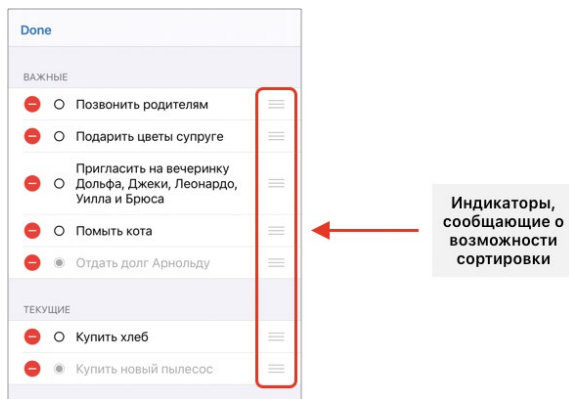 Done
ВАЖНЫЕ
Позвонить родителям
Подарить цветы супруге
Пригласить на вечеринку
Дольфа, Джеки, Леонардо,
Уилла и Брюса
Помыть кота
Отдать долг Арнольду
ТЕКУЩИЕ
Купить хлеб
Купить новый пылесос
Индикаторы,
сообщающие о
возможности
сортировки